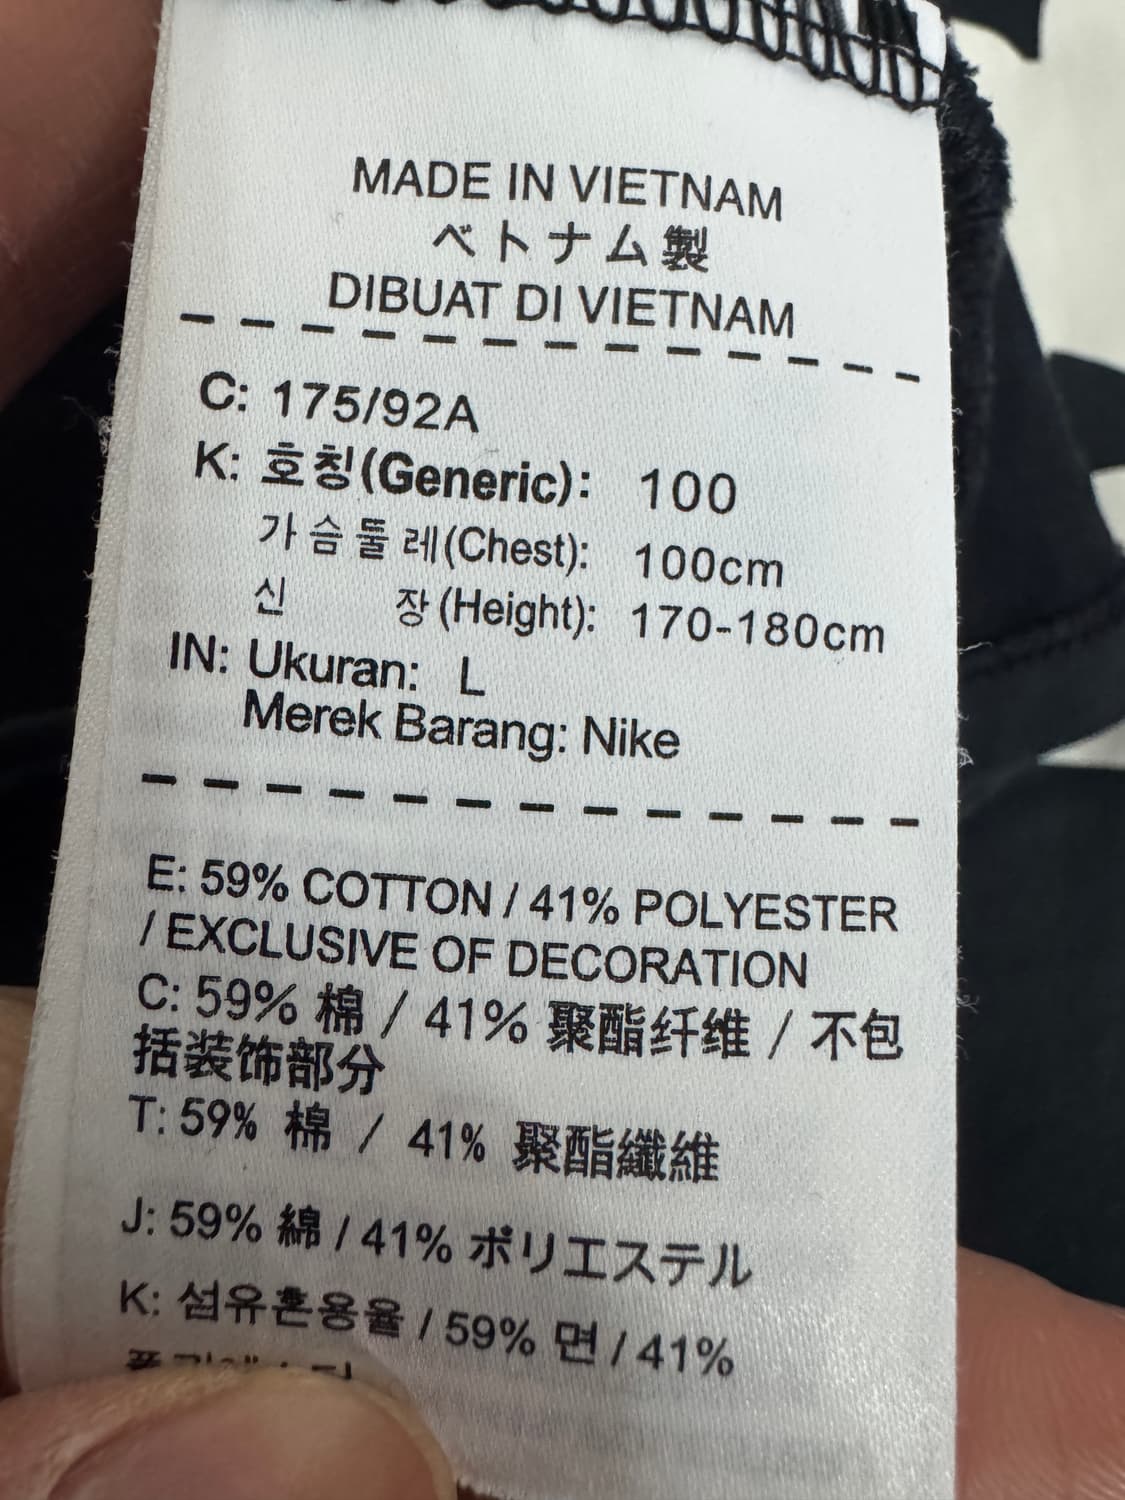 MADE IN VIETNAM
ベトナム製
DIBUAT DI VIETNAM
C: 175/92A
K: 호칭(Generic): 100
가슴둘레(Chest): 100cm
신 장(Height): 170-180cm
IN: Ukuran: L
Merek Barang: Nike
E: 59% COTTON / 41% POLYESTER
/ EXCLUSIVE OF DECORATION
C: 59% 棉 / 41% 聚酯纤维 / 不包
括装饰部分
T: 59% 棉 / 41% 聚酯纖維
J: 59% 綿 / 41% ポリエステル
K: 섬유혼용율 / 59% 면 / 41%